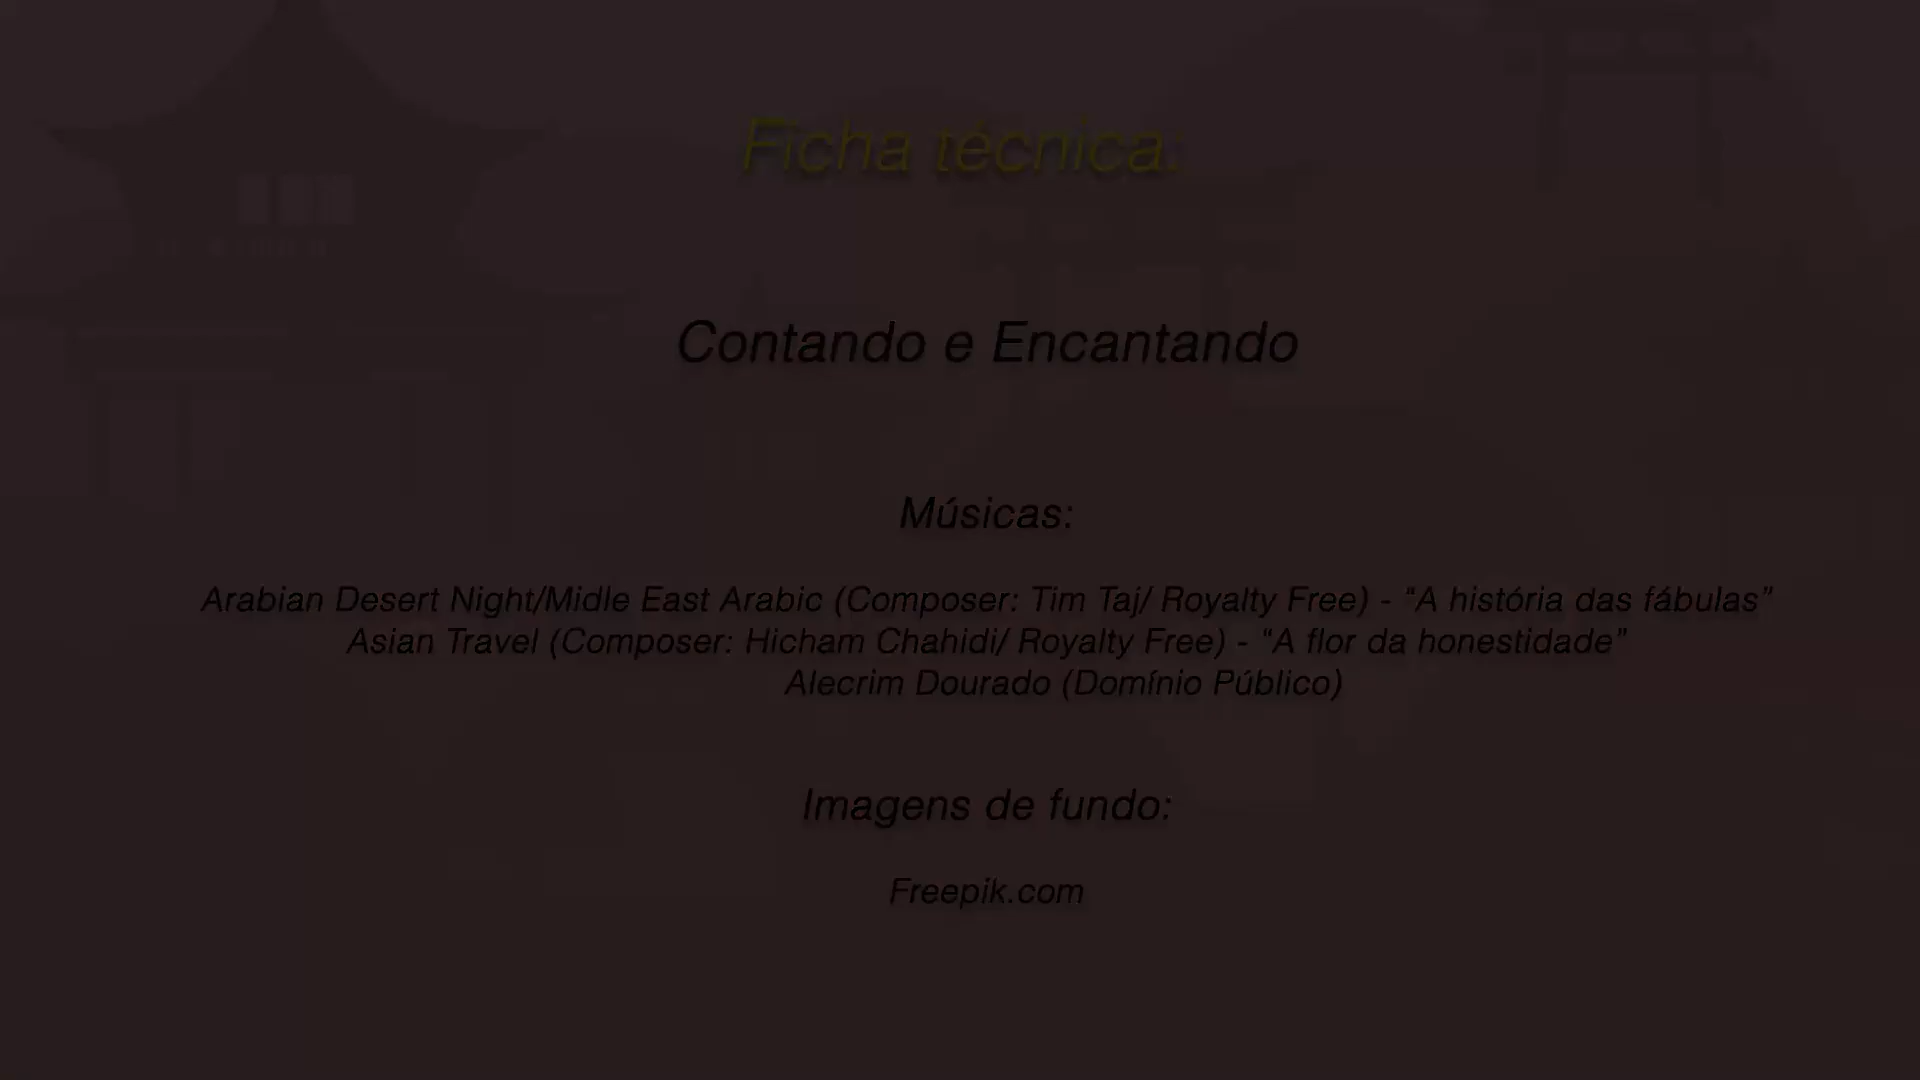 Ficha técnica:
Contando e Encantando
Músicas:
Arabian Desert Night/Midle East Arabic (Composer: Tim Taj/ Royalty Free) - “A história das fábulas”
Asian Travel (Composer: Hicham Chahidi/ Royalty Free) - “A flor da honestidade”
Alecrim Dourado (Domínio Público)
Imagens de fundo:
Freepik.com